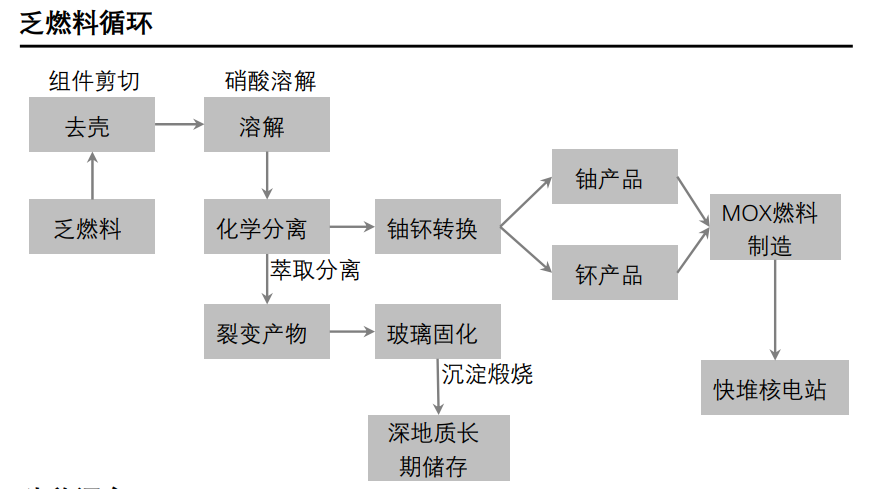 乏燃料循环
组件剪切
硝酸溶解
去壳
溶解
铀产品
乏燃料
化学分离
铀钚转换
MOX燃料
制造
萃取分离
钚产品
裂变产物
玻璃固化
沉淀煅烧
快堆核电站
深地质长
期储存